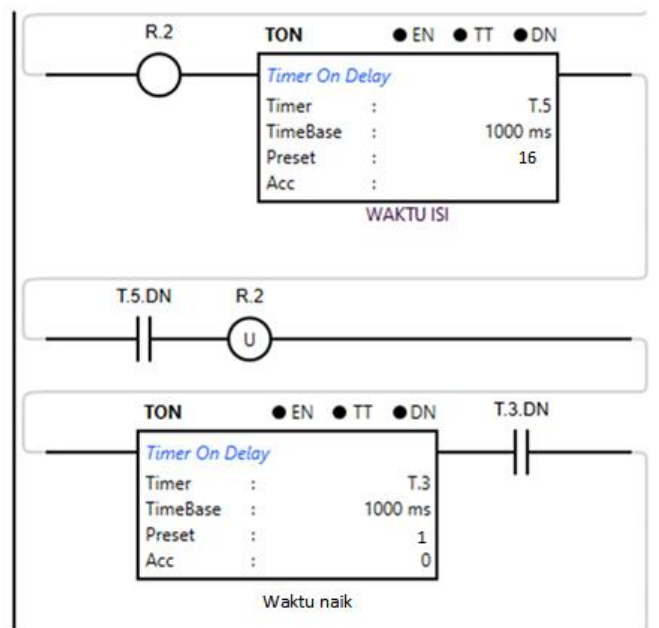 R.2
TON EN TT DN
Timer On Delay
Timer : T.5
TimeBase : 1000 ms
Preset : 16
Acc :
WAKTU ISI
T.5.DN R.2
U
TON EN TT DN T.3.DN
Timer On Delay
Timer : T.3
TimeBase : 1000 ms
Preset : 1
Acc : 0
Waktu naik